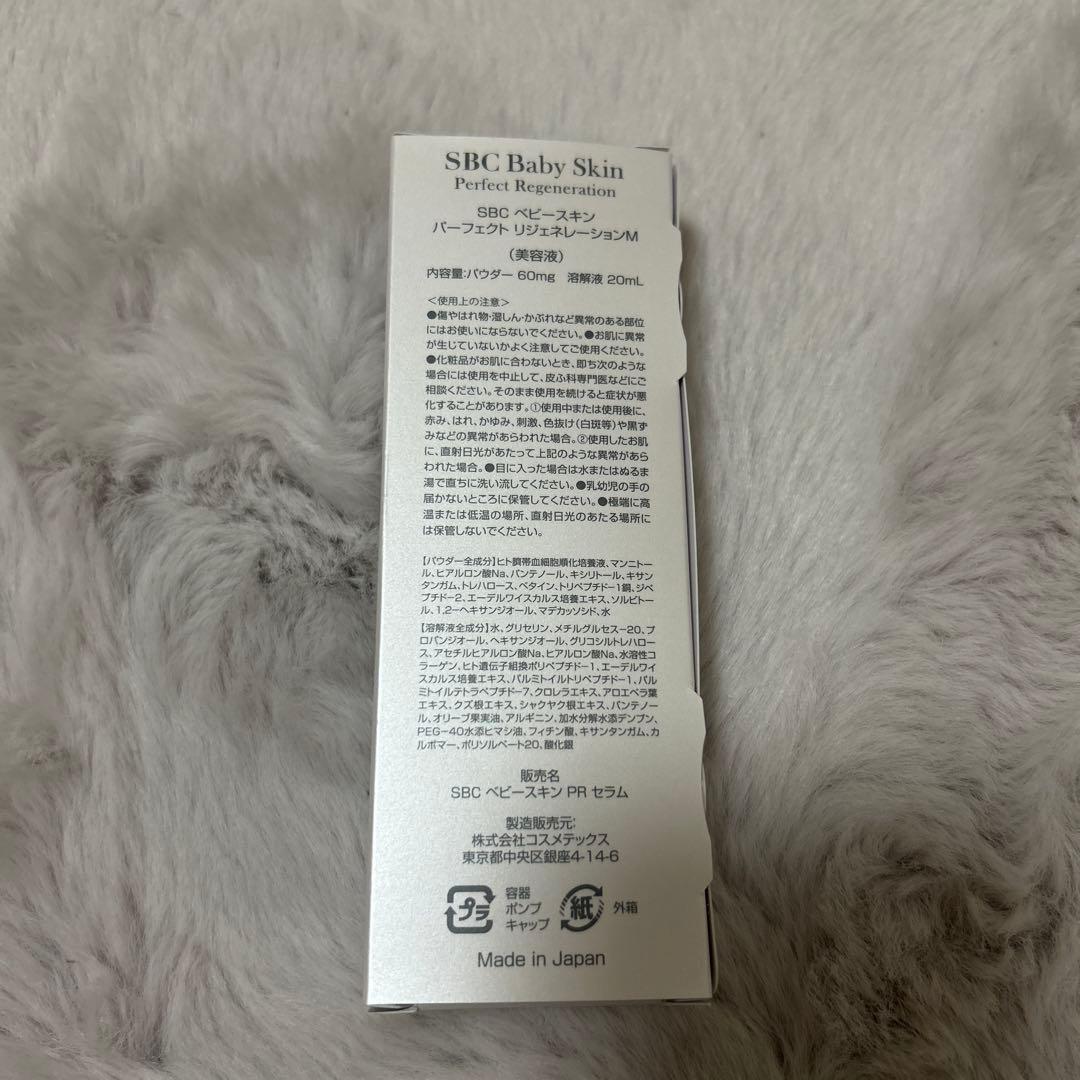 SBC Baby Skin
Perfect Regeneration
SBC ベビースキン
パーフェクト リジェネレーションM
（美容液）
内容量:パウダー 60mg 溶解液 20mL
＜使用上の注意＞
●傷やはれ物・湿しん・かぶれなど異常のある部位
にはお使いにならないでください。●お肌に異常
が生じていないかよく注意してご使用ください。
●化粧品がお肌に合わないとき、即ち次のような
場合には使用を中止して、皮ふ科専門医などにご
相談ください。そのまま使用を続けると症状が悪
化することがあります。①使用中または使用後に、
赤み、はれ、かゆみ、刺激、色抜け(白斑等)や黒ず
みなどの異常があらわれた場合。②使用したお肌
に、直射日光があたって上記のような異常があら
われた場合。●目に入った場合は水またはぬるま
湯で直ちに洗い流してください。●乳幼児の手の
届かないところに保管してください。●極端に高
温または低温の場所、直射日光のあたる場所に
は保管しないでください。
【パウダー全成分】ヒト臍帯血細胞順化培養液、マンニトー
ル、ヒアルロン酸Na、パンテノール、キシリトール、キサン
タンガム、トレハロース、ベタイン、トリペプチド-1銅、ジペ
プチド-2、エーデルワイスカルス培養エキス、ソルビトー
ル、1,2-ヘキサンジオール、マデカッソシド、水
【溶解液全成分】水、グリセリン、メチルグルセス-20、プ
ロパンジオール、ヘキサンジオール、グリコシルトレハロー
ス、アセチルヒアルロン酸Na、ヒアルロン酸Na、水溶性コ
ラーゲン、ヒト遺伝子組換ポリペプチド-1、エーデルワイ
スカルス培養エキス、パルミトイルトリペプチド-1、パル
ミトイルテトラペプチド-7、クロレラエキス、アロエベラ葉
エキス、クズ根エキス、シャクヤク根エキス、パンテノー
ル、オリーブ果実油、アルギニン、加水分解水添デンプン、
PEG-40水添ヒマシ油、フィチン酸、キサンタンガム、カ
ルボマー、ポリソルベート20、酸化銀
販売名
SBC ベビースキン PR セラム
製造販売元:
株式会社コスメテックス
東京都中央区銀座4-14-6
プラ
容器
ポンプ
キャップ
紙
外箱
Made in Japan